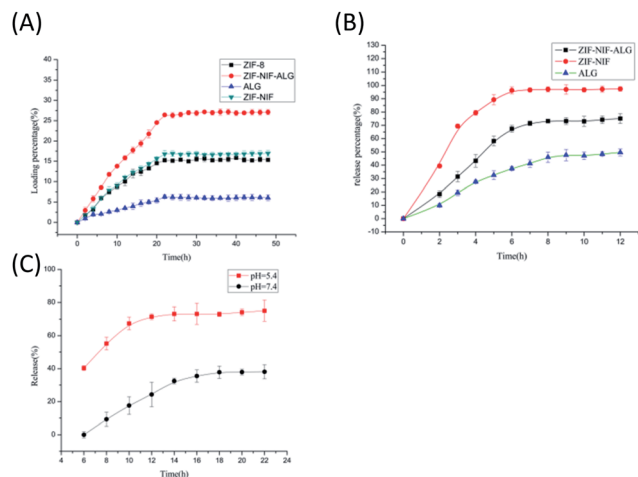 (A)
Loading percentage(%)
35
30
25
20
15
10
5
0
ZIF-8
ZIF-NIF-ALG
ALG
ZIF-NIF
0 10 20 30 40 50
Time(h)
(B)
release percentage(%)
130
120
110
100
90
80
70
60
50
40
30
20
10
0
-10
ZIF-NIF-ALG
ZIF-NIF
ALG
0 2 4 6 8 10 12
Time(h)
(C)
Release(%)
80
60
40
20
0
pH=5.4
pH=7.4
4 6 8 10 12 14 16 18 20 22 24
Time(h)